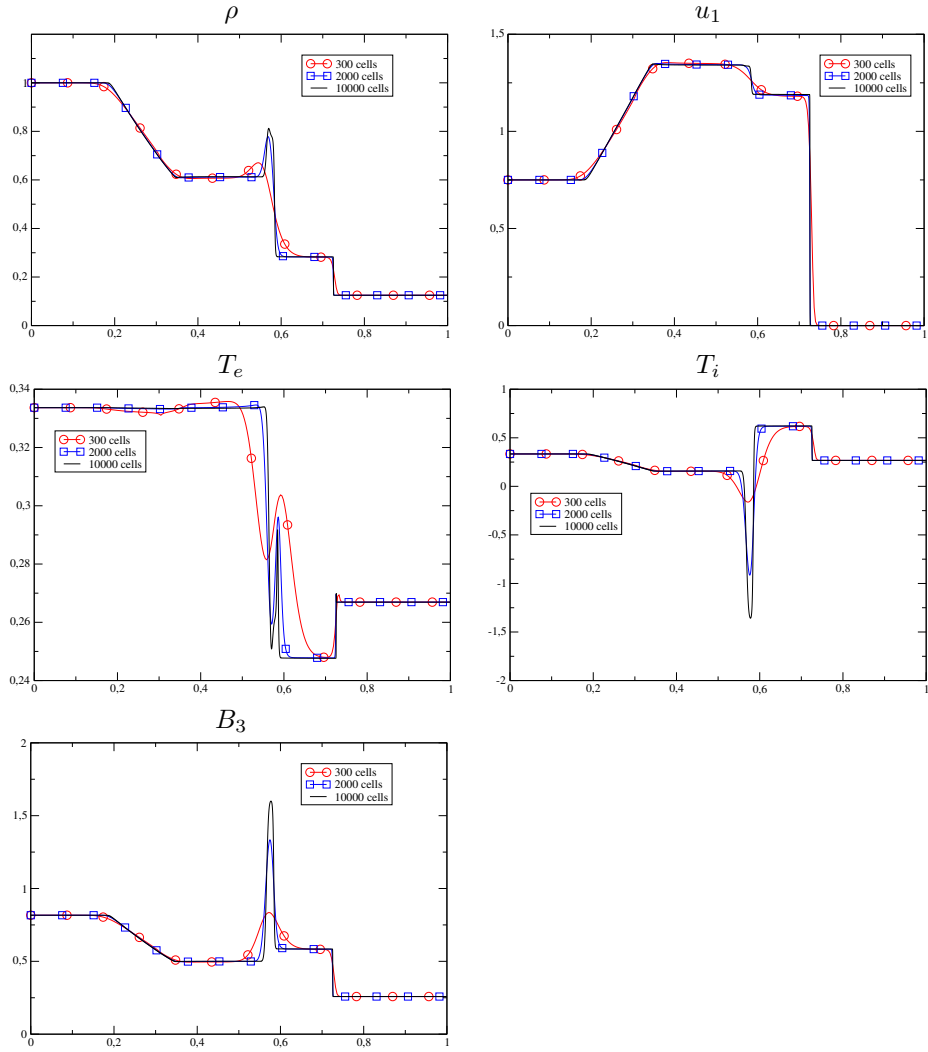 ρ
u₁
1
0,8
0,6
0,4
0,2
0
0 0,2 0,4 0,6 0,8 1
300 cells
2000 cells
10000 cells
1,5
1
0,5
0
0 0,2 0,4 0,6 0,8 1
300 cells
2000 cells
10000 cells
Tₑ
Tᵢ
0,34
0,32
0,3
0,28
0,26
0,24
0 0,2 0,4 0,6 0,8 1
300 cells
2000 cells
10000 cells
1
0,5
0
-0,5
-1
-1,5
-2
0 0,2 0,4 0,6 0,8 1
300 cells
2000 cells
10000 cells
B₃
2
1,5
1
0,5
0
0 0,2 0,4 0,6 0,8 1
300 cells
2000 cells
10000 cells